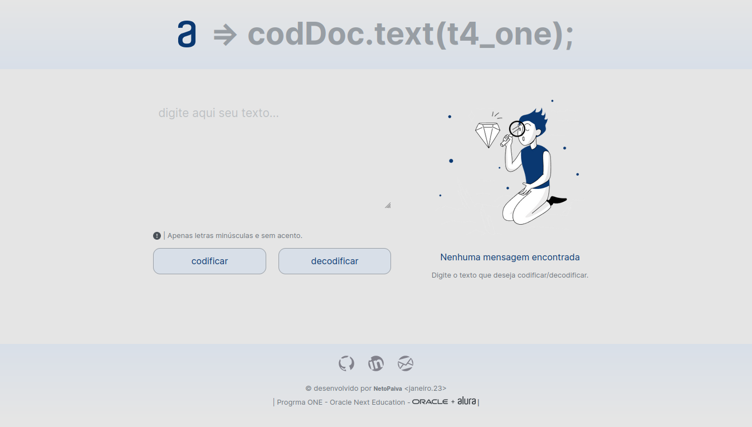 a => codDoc.text(t4_one);
digite aqui seu texto...
! | Apenas letras minúsculas e sem acento.
codificar
decodificar
Nenhuma mensagem encontrada
Digite o texto que deseja codificar/decodificar.
© desenvolvido por NetoPaiva <janeiro.23>
| Progrma ONE - Oracle Next Education - ORACLE + alura |